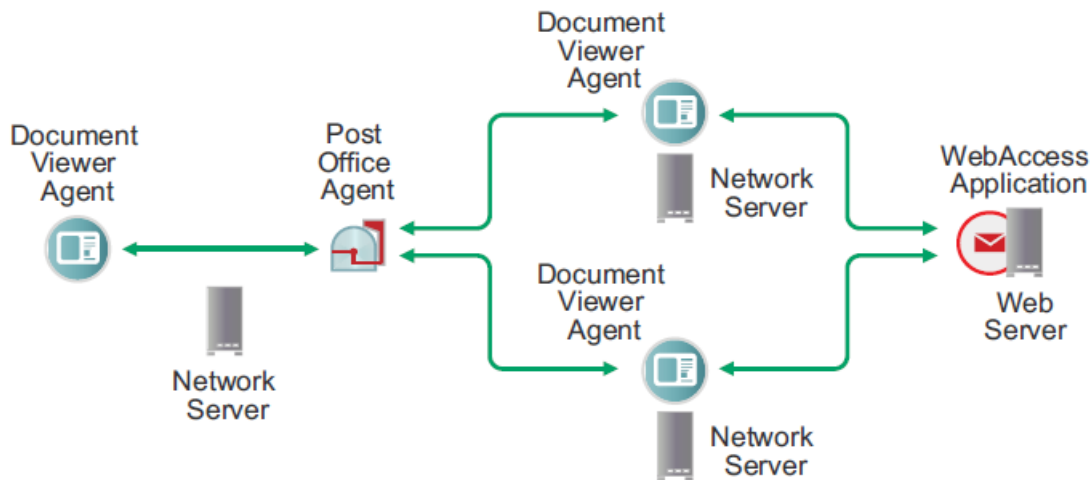 Document
Viewer
Agent
Network
Server
Post
Office
Agent
Document
Viewer
Agent
Network
Server
Document
Viewer
Agent
Network
Server
WebAccess
Application
Web
Server